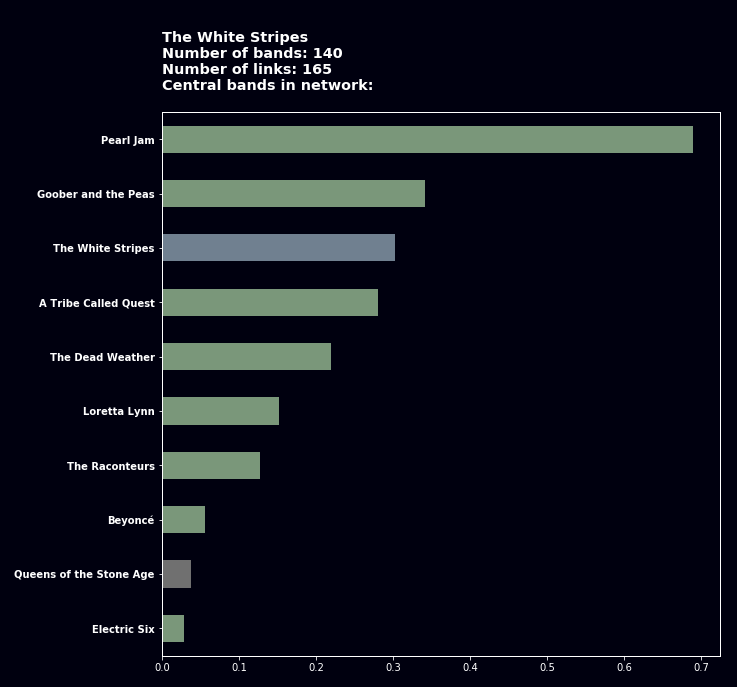 The White Stripes
Number of bands: 140
Number of links: 165
Central bands in network:
Pearl Jam
Goober and the Peas
The White Stripes
A Tribe Called Quest
The Dead Weather
Loretta Lynn
The Raconteurs
Beyoncé
Queens of the Stone Age
Electric Six
0.0 0.1 0.2 0.3 0.4 0.5 0.6 0.7